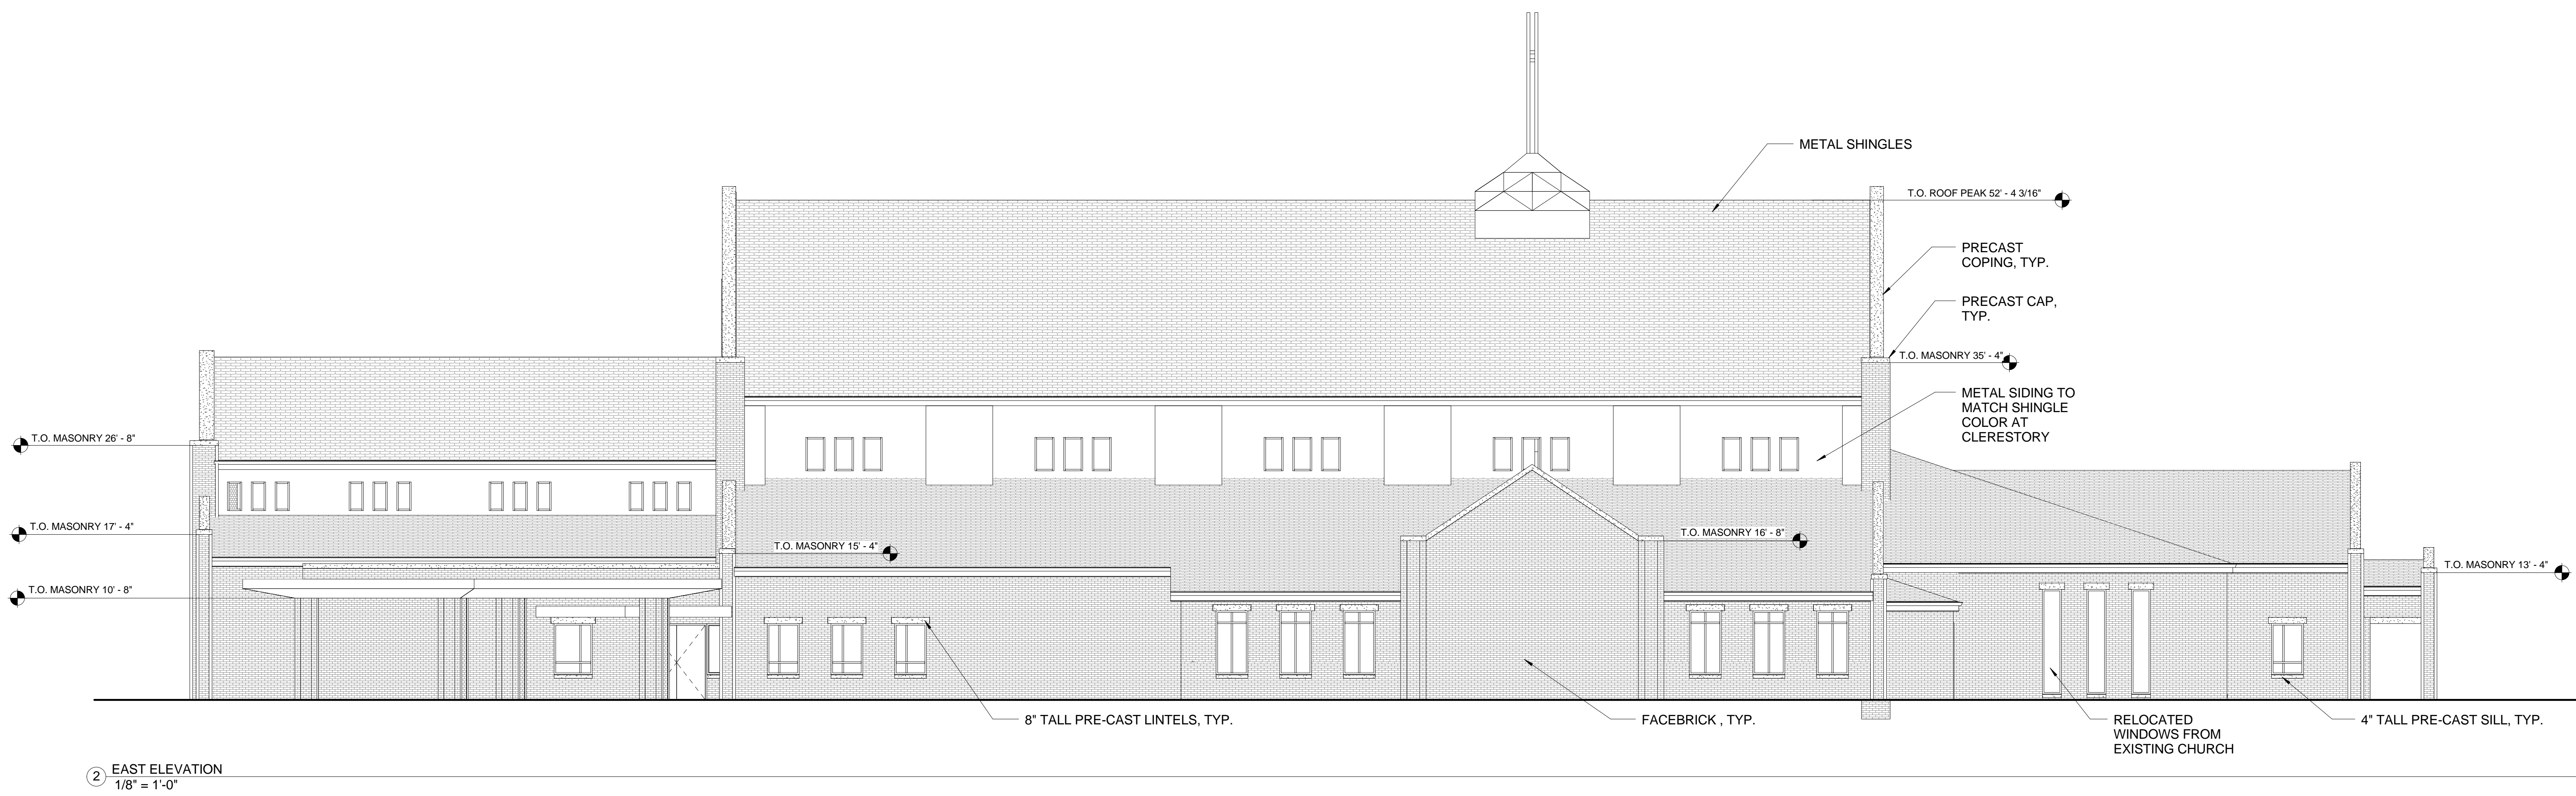 METAL SHINGLES
T.O. ROOF PEAK 52' - 4 3/16"
PRECAST
COPING, TYP.
PRECAST CAP,
TYP.
T.O. MASONRY 35' - 4"
METAL SIDING TO
MATCH SHINGLE
COLOR AT
CLERESTORY
T.O. MASONRY 26' - 8"
T.O. MASONRY 17' - 4"
T.O. MASONRY 15' - 4"
T.O. MASONRY 16' - 8"
T.O. MASONRY 13' - 4"
T.O. MASONRY 10' - 8"
8" TALL PRE-CAST LINTELS, TYP.
FACEBRICK , TYP.
RELOCATED
WINDOWS FROM
EXISTING CHURCH
4" TALL PRE-CAST SILL, TYP.
2 EAST ELEVATION
1/8" = 1'-0"